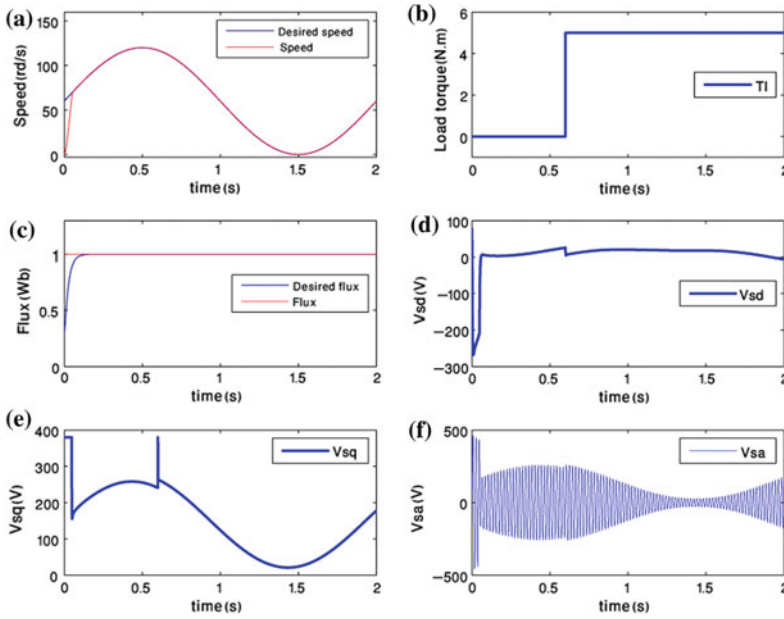 (a)
Speed(rd/s)
150
100
50
0
Desired speed
Speed
0 0.5 1 1.5 2
time(s)
(b)
Load torque(N.m)
6
4
2
0
Tl
0 0.5 1 1.5 2
time(s)
(c)
Flux(Wb)
1
0.5
0
Desired flux
Flux
0 0.5 1 1.5 2
time(s)
(d)
Vsd(V)
100
0
−100
−200
−300
Vsd
0 0.5 1 1.5 2
time(s)
(e)
Vsq(V)
400
300
200
100
0
Vsq
0 0.5 1 1.5 2
time(s)
(f)
Vsa(V)
500
0
−500
Vsa
0 0.5 1 1.5 2
time(s)